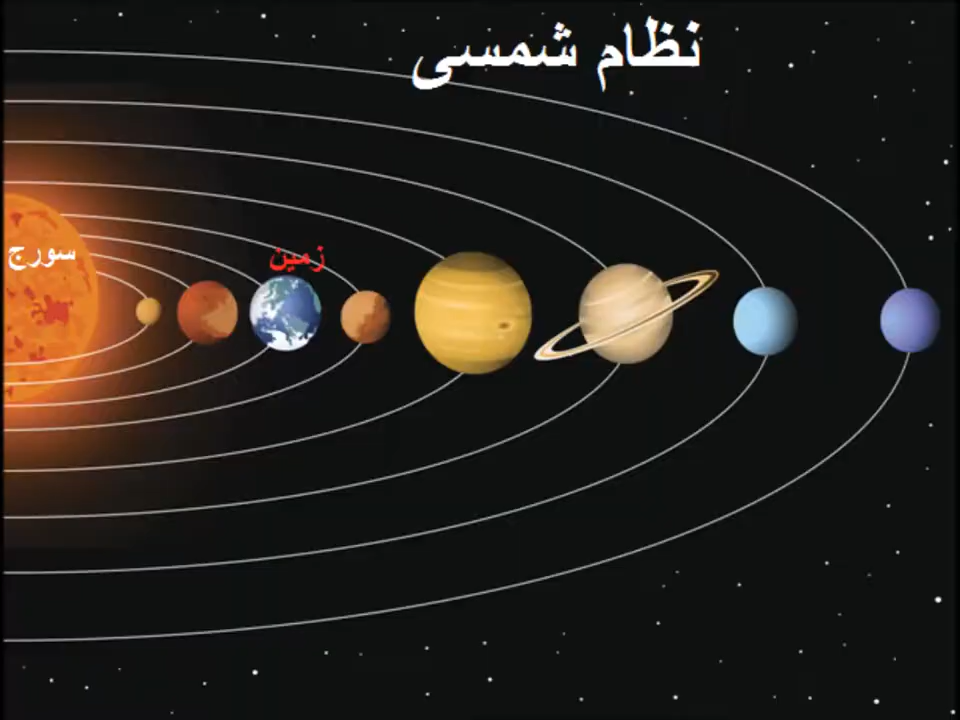 نظام شمسی
سورج
زمین